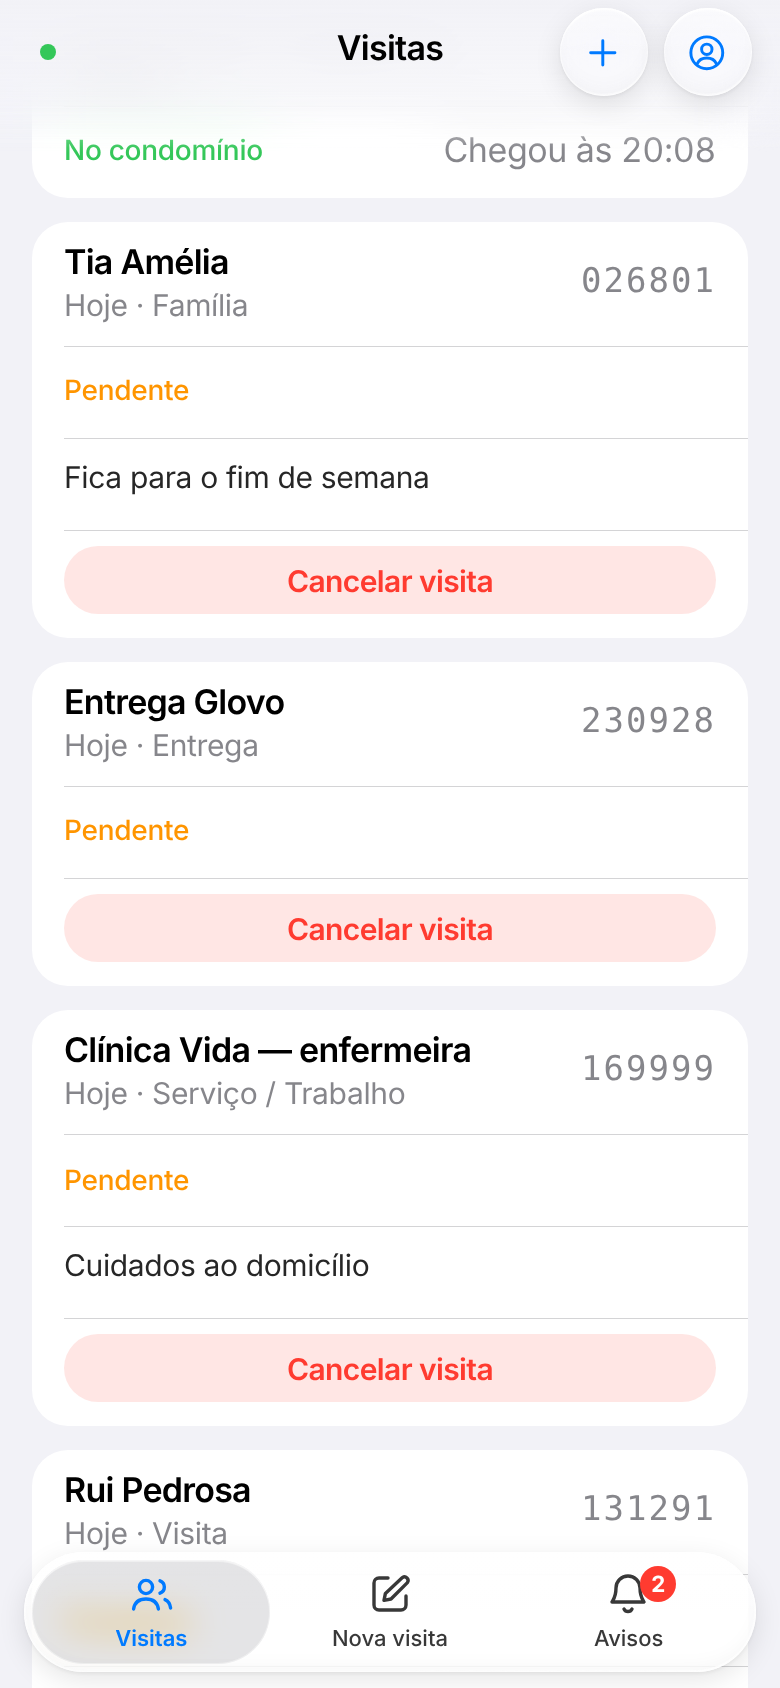 Visitas
No condomínio
Chegou às 20:08
Tia Amélia
026801
Hoje · Família
Pendente
Fica para o fim de semana
Cancelar visita
Entrega Glovo
230928
Hoje · Entrega
Pendente
Cancelar visita
Clínica Vida — enfermeira
169999
Hoje · Serviço / Trabalho
Pendente
Cuidados ao domicílio
Cancelar visita
Rui Pedrosa
131291
Hoje · Visita
Visitas
Nova visita
Avisos
2